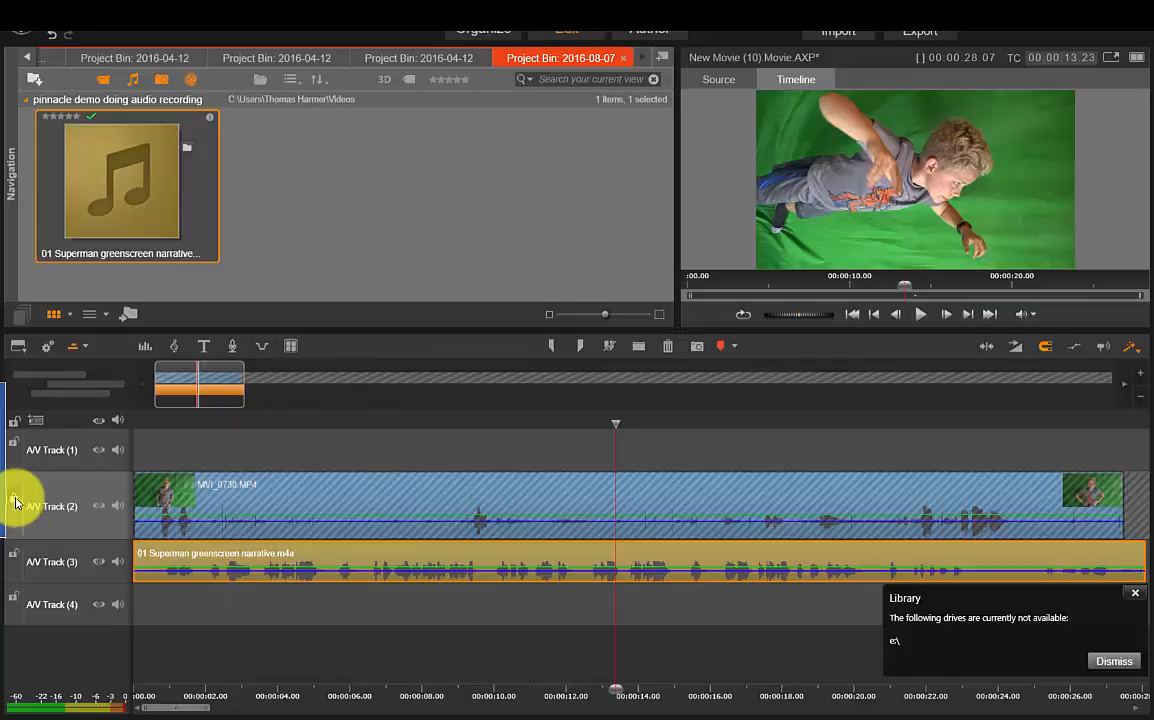 Organize Edit Author Import Export
... Project Bin: 2016-04-12 Project Bin: 2016-04-12 Project Bin: 2016-04-12 Project Bin: 2016-08-07 ×
New Movie (10) Movie.AXP* [ ] 00:00:28.07 TC 00:00:13.23
3D Search your current view
Source Timeline
pinnacle demo doing audio recording C:\Users\Thomas Harmer\Videos 1 Items, 1 selected
Navigation
01 Superman greenscreen narrative...
:00.00 00:00:10.00 00:00:20.00
A/V Track (1)
MVI_0738.MP4
A/V Track (2)
01 Superman greenscreen narrative.m4a
A/V Track (3)
A/V Track (4)
Library
The following drives are currently not available:
e:\
Dismiss
-60 -22 -16 -10 -6 -3 0
:00.00 00:00:02.00 00:00:04.00 00:00:06.00 00:00:08.00 00:00:10.00 00:00:12.00 00:00:14.00 00:00:16.00 00:00:18.00 00:00:20.00 00:00:22.00 00:00:24.00 00:00:26.00 00:00:2